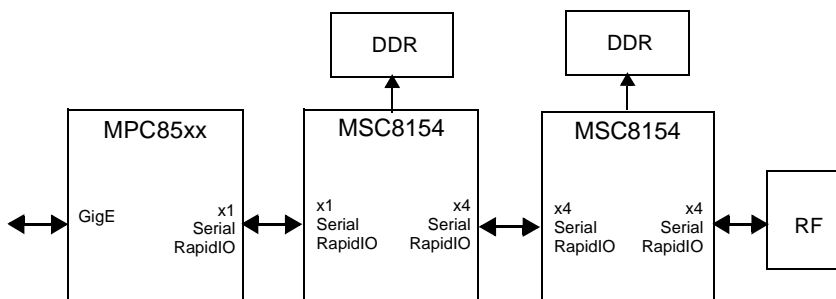 DDR
DDR
MPC85xx
MSC8154
MSC8154
GigE
x1
Serial
RapidIO
x1
Serial
RapidIO
x4
Serial
RapidIO
x4
Serial
RapidIO
x4
Serial
RapidIO
RF